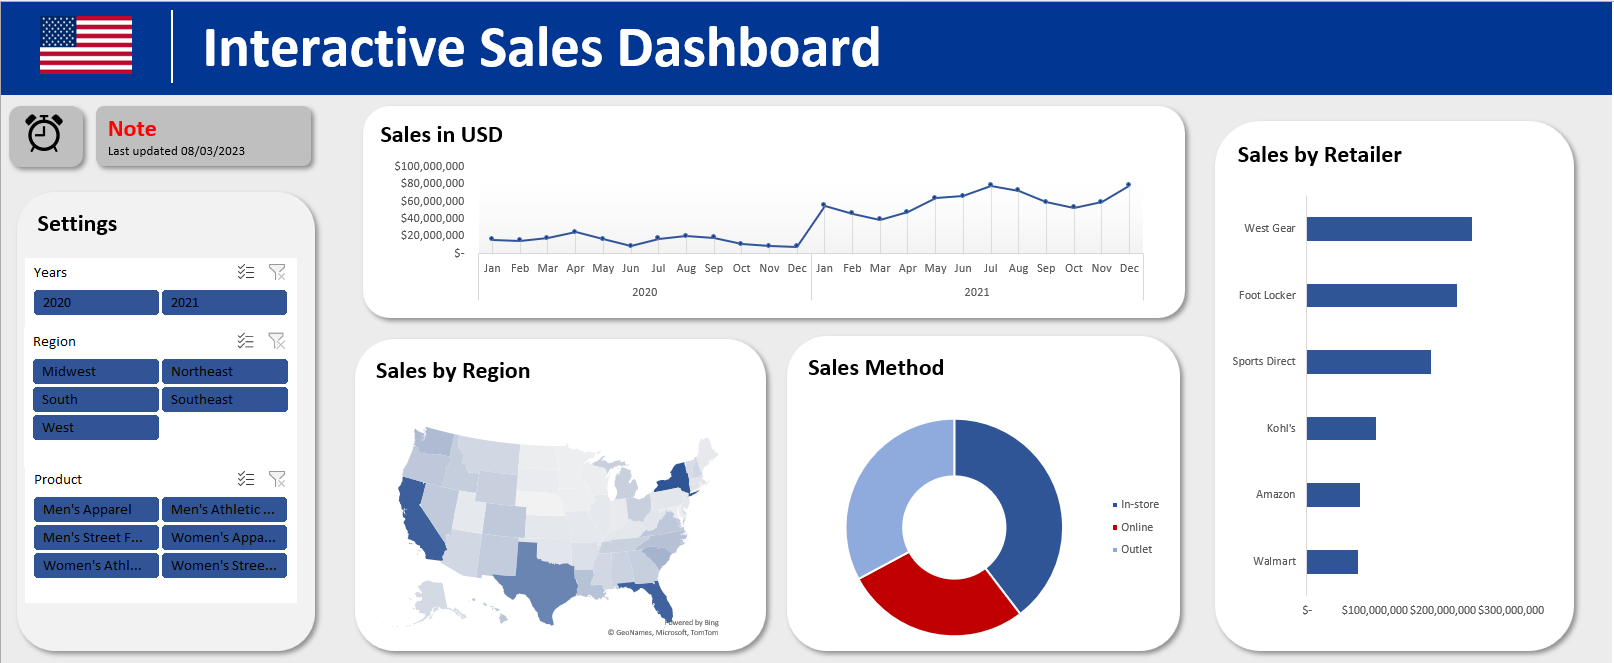 Interactive Sales Dashboard
Note
Last updated 08/03/2023
Settings
Years
2020 2021
Region
Midwest Northeast
South Southeast
West
Product
Men's Apparel Men's Athletic ...
Men's Street F... Women's Appa...
Women's Athl... Women's Stree...
Sales in USD
$100,000,000
$80,000,000
$60,000,000
$40,000,000
$20,000,000
$-
Jan Feb Mar Apr May Jun Jul Aug Sep Oct Nov Dec Jan Feb Mar Apr May Jun Jul Aug Sep Oct Nov Dec
2020 2021
Sales by Region
Powered by Bing
© GeoNames, Microsoft, TomTom
Sales Method
In-store
Online
Outlet
Sales by Retailer
West Gear
Foot Locker
Sports Direct
Kohl's
Amazon
Walmart
$- $100,000,000 $200,000,000 $300,000,000